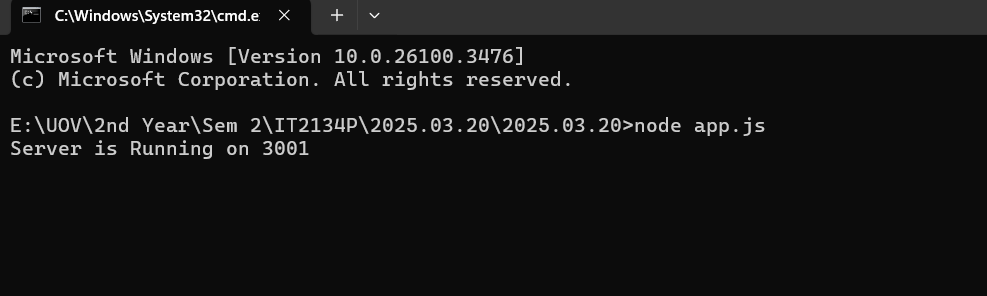 C:\Windows\System32\cmd.e
Microsoft Windows [Version 10.0.26100.3476]
(c) Microsoft Corporation. All rights reserved.
E:\UOV\2nd Year\Sem 2\IT2134P\2025.03.20\2025.03.20>node app.js
Server is Running on 3001